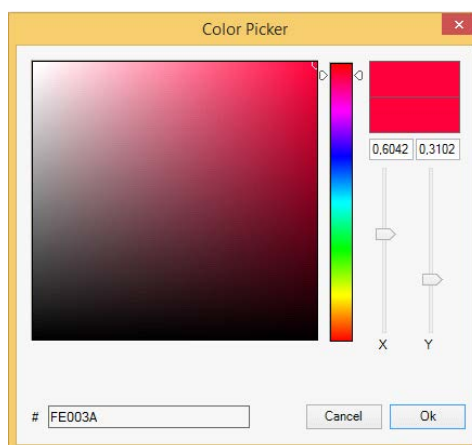 Color Picker
x
0,6042 0,3102
X Y
# FE003A
Cancel Ok